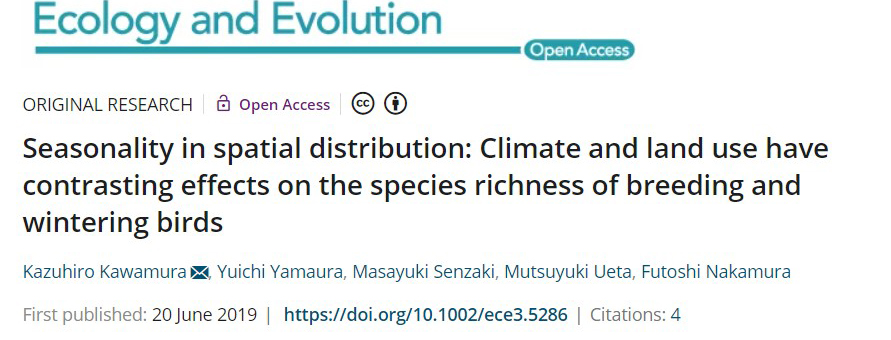 Ecology and Evolution
Open Access
ORIGINAL RESEARCH Open Access
Seasonality in spatial distribution: Climate and land use have
contrasting effects on the species richness of breeding and
wintering birds
Kazuhiro Kawamura, Yuichi Yamaura, Masayuki Senzaki, Mutsuyuki Ueta, Futoshi Nakamura
First published: 20 June 2019 | https://doi.org/10.1002/ece3.5286 | Citations: 4